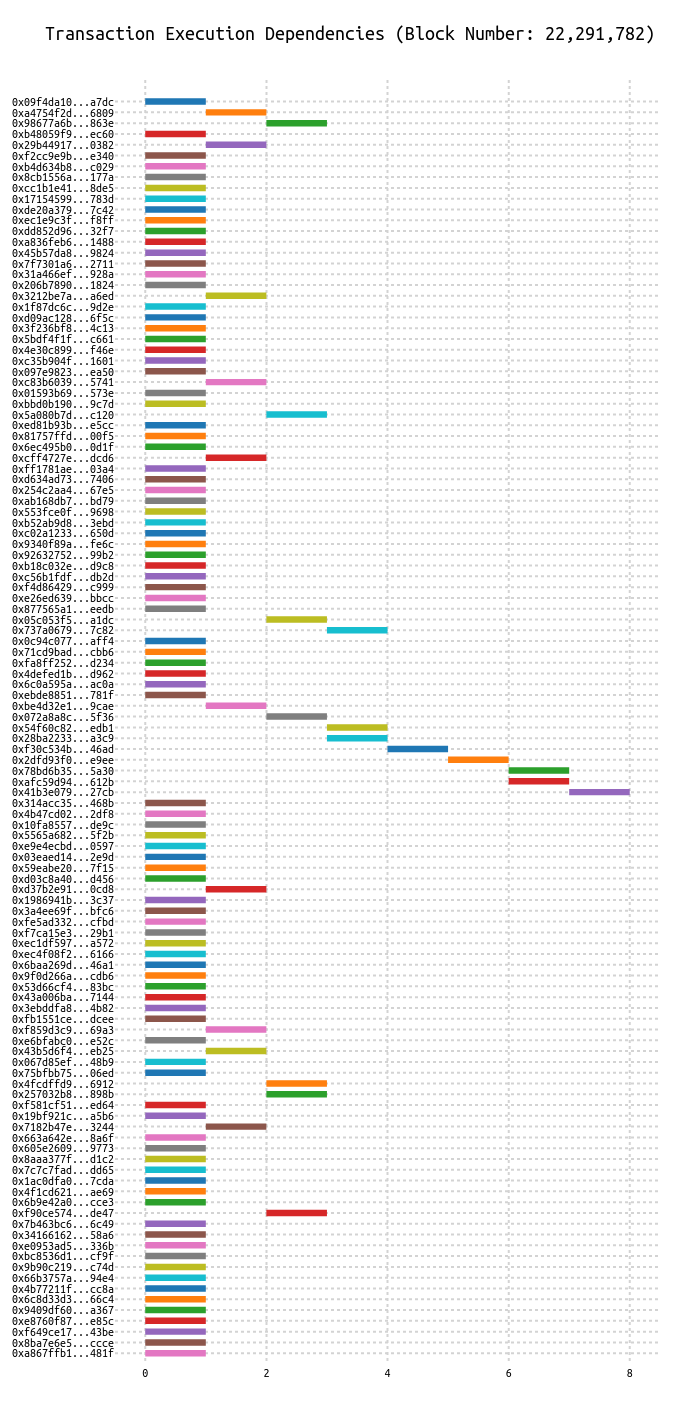 Transaction Execution Dependencies (Block Number: 22,291,782)
0x09f4da10...a7dc
0xa4754f2d...6809
0x98677a6b...863e
0xb48059f9...ec60
0x29b44917...0382
0xf2cc9e9b...e340
0xb4d634b8...c029
0x8cb1556a...177a
0xcc1b1e41...8de5
0x17154599...783d
0xde20a379...7c42
0xec1e9c3f...f8ff
0xdd852d96...32f7
0xa836feb6...1488
0x45b57da8...9824
0x7f7301a6...2711
0x31a466ef...928a
0x206b7890...1824
0x3212be7a...a6ed
0x1f87dc6c...9d2e
0xd09ac128...6f5c
0x3f236bf8...4c13
0x5bdf4f1f...c661
0x4e30c899...f46e
0xc35b904f...1601
0x097e9823...ea50
0xc83b6039...5741
0x01593b69...573e
0xbbd0b190...9c7d
0x5a080b7d...c120
0xed81b93b...e5cc
0x81757ffd...00f5
0x6ec495b0...0d1f
0xcff4727e...dcd6
0xff1781ae...03a4
0xd634ad73...7406
0x254c2aa4...67e5
0xab168db7...bd79
0x553fce0f...9698
0xb52ab9d8...3ebd
0xc02a1233...650d
0x9340f89a...fe6c
0x92632752...99b2
0xb18c032e...d9c8
0xc56b1fdf...db2d
0xf4d86429...c999
0xe26ed639...bbcc
0x877565a1...eedb
0x05c053f5...a1dc
0x737a0679...7c82
0x0c94c077...aff4
0x71cd9bad...cbb6
0xfa8ff252...d234
0x4defed1b...d962
0x6c0a595a...ac0a
0xebde8851...781f
0xbe4d32e1...9cae
0x072a8a8c...5f36
0x54f60c82...edb1
0x28ba2233...a3c9
0xf30c534b...46ad
0x2dfd93f0...e9ee
0x78bd6b35...5a30
0xafc59d94...612b
0x41b3e079...27cb
0x314acc35...468b
0x4b47cd02...2df8
0x10fa8557...de9c
0x5565a682...5f2b
0xe9e4ecbd...0597
0x03eaed14...2e9d
0x59eabe20...7f15
0xd03c8a40...d456
0xd37b2e91...0cd8
0x1986941b...3c37
0x3a4ee69f...bfc6
0xfe5ad332...cfbd
0xf7ca15e3...29b1
0xec1df597...a572
0xec4f08f2...6166
0x6baa269d...46a1
0x9f0d266a...cdb6
0x53d66cf4...83bc
0x43a006ba...7144
0x3ebddfa8...4b82
0xfb1551ce...dcee
0xf859d3c9...69a3
0xe6bfabc0...e52c
0x43b5d6f4...eb25
0x067d85ef...48b9
0x75bfbb75...06ed
0x4fcdffd9...6912
0x257032b8...898b
0xf581cf51...ed64
0x19bf921c...a5b6
0x7182b47e...3244
0x663a642e...8a6f
0x605e2609...9773
0x8aaa377f...d1c2
0x7c7c7fad...dd65
0x1ac0dfa0...7cda
0x4f1cd621...ae69
0x6b9e42a0...cce3
0xf90ce574...de47
0x7b463bc6...6c49
0x34166162...58a6
0xe0953ad5...336b
0xbc8536d1...cf9f
0x9b90c219...c74d
0x66b3757a...94e4
0x4b77211f...cc8a
0x6c8d33d3...66c4
0x9409df60...a367
0xe8760f87...e85c
0xf649ce17...43be
0x8ba7e6e5...ccce
0xa867ffb1...481f
0 2 4 6 8